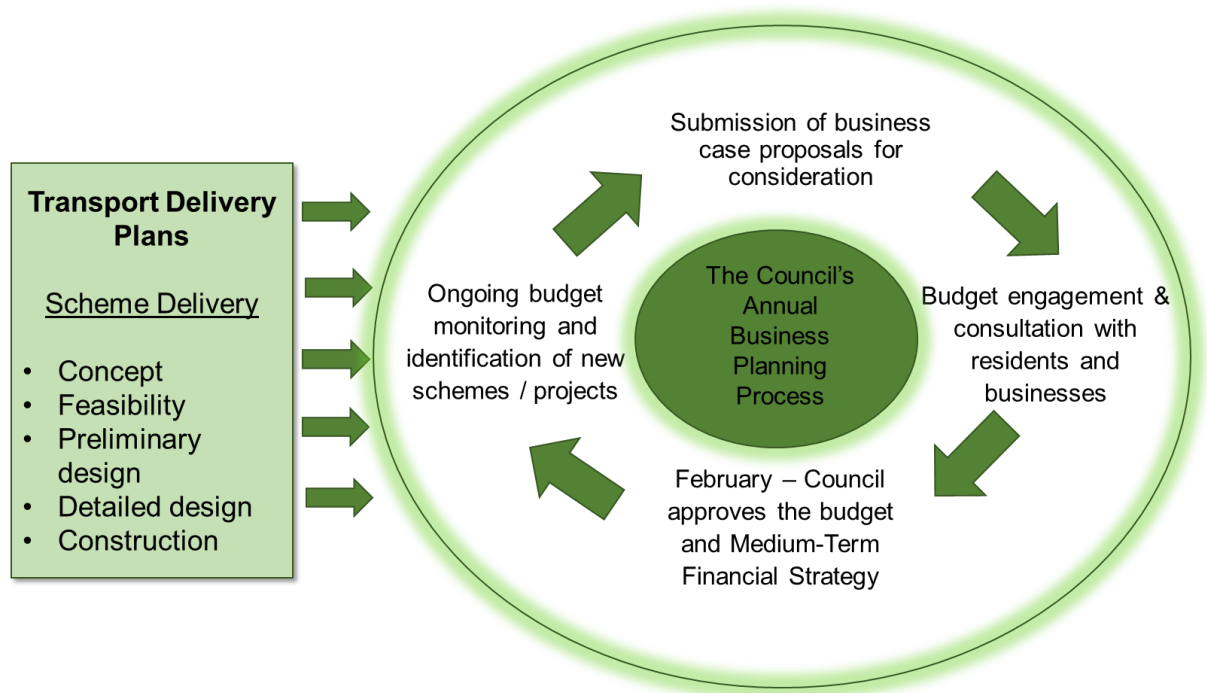 Transport Delivery
Plans
Scheme Delivery
• Concept
• Feasibility
• Preliminary
design
• Detailed design
• Construction
Submission of business
case proposals for
consideration
Budget engagement &
consultation with
residents and
businesses
February – Council
approves the budget
and Medium-Term
Financial Strategy
Ongoing budget
monitoring and
identification of new
schemes / projects
The Council’s
Annual
Business
Planning
Process